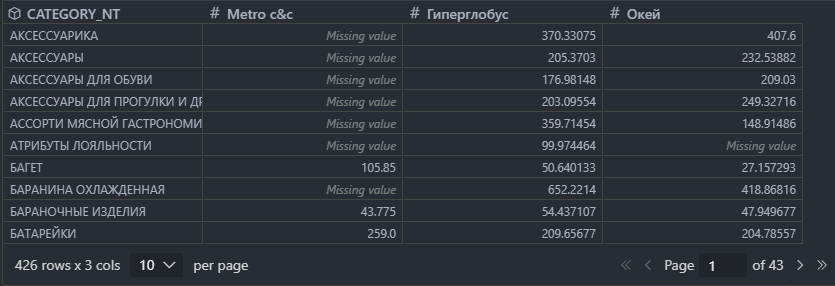 CATEGORY_NT # Metro c&c # Гиперглобус # Окей
АКСЕССУАРИКА Missing value 370.33075 407.6
АКСЕССУАРЫ Missing value 205.3703 232.53882
АКСЕССУАРЫ ДЛЯ ОБУВИ Missing value 176.98148 209.03
АКСЕССУАРЫ ДЛЯ ПРОГУЛКИ И ДР Missing value 203.09554 249.32716
АССОРТИ МЯСНОЙ ГАСТРОНОМИ Missing value 359.71454 148.91486
АТРИБУТЫ ЛОЯЛЬНОСТИ Missing value 99.974464 Missing value
БАГЕТ 105.85 50.640133 27.157293
БАРАНИНА ОХЛАЖДЕННАЯ Missing value 652.2214 418.86816
БАРАНОЧНЫЕ ИЗДЕЛИЯ 43.775 54.437107 47.949677
БАТАРЕЙКИ 259.0 209.65677 204.78557
426 rows x 3 cols 10 per page Page 1 of 43